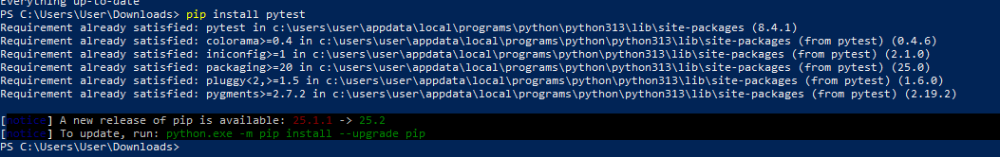 Everything up-to-date
PS C:\Users\User\Downloads> pip install pytest
Requirement already satisfied: pytest in c:\users\user\appdata\local\programs\python\python313\lib\site-packages (8.4.1)
Requirement already satisfied: colorama>=0.4 in c:\users\user\appdata\local\programs\python\python313\lib\site-packages (from pytest) (0.4.6)
Requirement already satisfied: iniconfig>=1 in c:\users\user\appdata\local\programs\python\python313\lib\site-packages (from pytest) (2.1.0)
Requirement already satisfied: packaging>=20 in c:\users\user\appdata\local\programs\python\python313\lib\site-packages (from pytest) (25.0)
Requirement already satisfied: pluggy<2,>=1.5 in c:\users\user\appdata\local\programs\python\python313\lib\site-packages (from pytest) (1.6.0)
Requirement already satisfied: pygments>=2.7.2 in c:\users\user\appdata\local\programs\python\python313\lib\site-packages (from pytest) (2.19.2)
[notice] A new release of pip is available: 25.1.1 -> 25.2
[notice] To update, run: python.exe -m pip install --upgrade pip
PS C:\Users\User\Downloads>